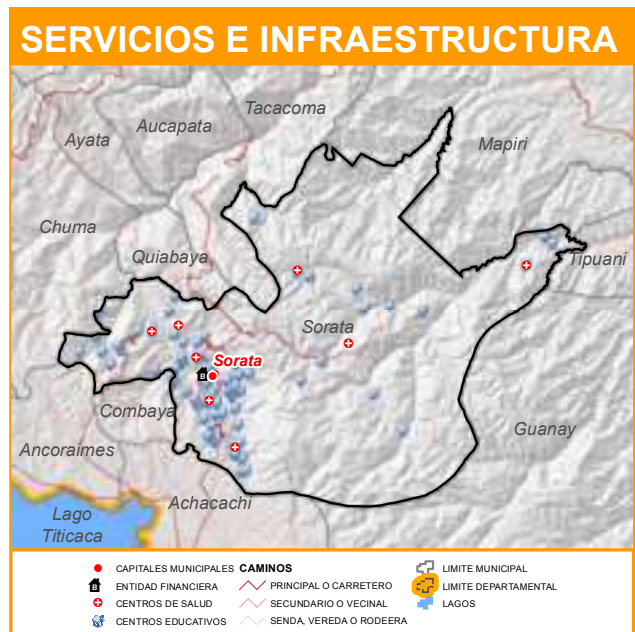 SERVICIOS E INFRAESTRUCTURA
Tacacoma
Aucapata
Ayata
Mapiri
Chuma
Quiabaya
Tipuani
Sorata
Sorata
B
Combaya
Guanay
Ancoraimes
Achacachi
Lago
Titicaca
CAPITALES MUNICIPALES
ENTIDAD FINANCIERA
CENTROS DE SALUD
CENTROS EDUCATIVOS
CAMINOS
PRINCIPAL O CARRETERO
SECUNDARIO O VECINAL
SENDA, VEREDA O RODEERA
LIMITE MUNICIPAL
LIMITE DEPARTAMENTAL
LAGOS